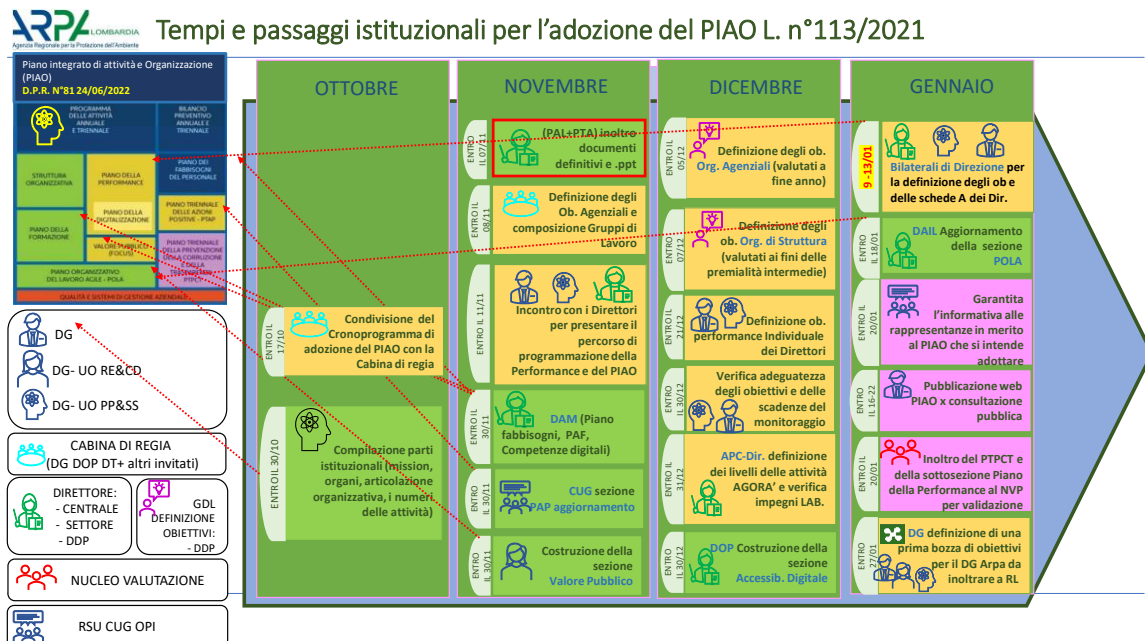 ARPA LOMBARDIA
Agenzia Regionale per la Protezione dell'Ambiente
Tempi e passaggi istituzionali per l'adozione del PIAO L. n°113/2021
Piano integrato di attività e Organizzazione
(PIAO)
D.P.R. N°81 24/06/2022
PROGRAMMA
DELLE ATTIVITÀ
ANNUALE
E TRIENNALE
BILANCIO
PREVENTIVO
ANNUALE E
TRIENNALE
STRUTTURA
ORGANIZZATIVA
PIANO DELLA
PERFORMANCE
PIANO DEI
FABBISOGNI
DEL PERSONALE
PIANO DELLA
DIGITALIZZAZIONE
PIANO TRIENNALE
DELLE AZIONI
POSITIVE - PTAP
PIANO DELLA
FORMAZIONE
VALORE PUBBLICO
(FOCUS)
PIANO TRIENNALE
DELLA PREVENZIONE
DELLA CORRUZIONE
E DELLA
TRASPARENZA
PTPCT
PIANO ORGANIZZATIVO
DEL LAVORO AGILE - POLA
QUALITÀ E SISTEMI DI GESTIONE AZIENDALE
DG
DG- UO RE&CD
DG- UO PP&SS
CABINA DI REGIA
(DG DOP DT+ altri invitati)
DIRETTORE:
- CENTRALE
- SETTORE
- DDP
GDL
DEFINIZIONE
OBIETTIVI:
- DDP
NUCLEO VALUTAZIONE
RSU CUG OPI
OTTOBRE
ENTRO IL
17/10
Condivisione del
Cronoprogramma di
adozione del PIAO con la
Cabina di regia
ENTRO IL 30/10
Compilazione parti
istituzionali (mission,
organi, articolazione
organizzativa, i numeri
delle attività)
NOVEMBRE
ENTRO
IL 07/11
(PAL+PTA) inoltro
documenti
definitivi e .ppt
ENTRO IL
08/11
Definizione degli
Ob. Agenziali e
composizione Gruppi di
Lavoro
ENTRO IL 11/11
Incontro con i Direttori
per presentare il
percorso di
programmazione della
Performance e del PIAO
ENTRO IL
30/11
DAM (Piano
fabbisogni, PAF,
Competenze digitali)
ENTRO
IL 30/11
CUG sezione
PAP aggiornamento
ENTRO
IL 30/11
Costruzione della
sezione
Valore Pubblico
DICEMBRE
ENTRO IL
05/12
Definizione degli ob.
Org. Agenziali (valutati a
fine anno)
ENTRO IL
07/12
Definizione degli
ob. Org. di Struttura
(valutati ai fini delle
premialità intermedie)
ENTRO IL
21/12
Definizione ob.
performance Individuale
dei Direttori
ENTRO
IL 30/12
Verifica adeguatezza
degli obiettivi e delle
scadenze del
monitoraggio
ENTRO IL
31/12
APC-Dir. definizione
dei livelli delle attività
AGORA' e verifica
impegni LAB.
ENTRO
IL 30/12
DOP Costruzione della
sezione
Accessib. Digitale
GENNAIO
9 -13/01
Bilaterali di Direzione per
la definizione degli ob e
delle schede A dei Dir.
ENTRO
IL 18/01
DAIL Aggiornamento
della sezione
POLA
ENTRO IL
20/01
Garantita
l'informativa alle
rappresentanze in merito
al PIAO che si intende
adottare
ENTRO
IL 16-22
Pubblicazione web
PIAO x consultazione
pubblica
ENTRO IL
20/01
Inoltro del PTPCT e
della sottosezione Piano
della Performance al NVP
per validazione
ENTRO
27/01
DG definizione di una
prima bozza di obiettivi
per il DG Arpa da
inoltrare a RL